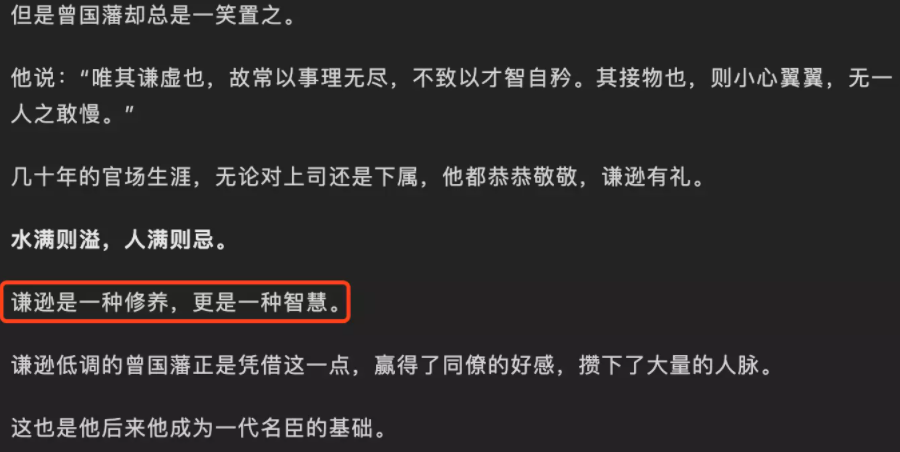 但是曾国藩却总是一笑置之。
他说：“唯其谦虚也，故常以事理无尽，不致以才智自矜。其接物也，则小心翼翼，无一
人之敢慢。”
几十年的官场生涯，无论对上司还是下属，他都恭恭敬敬，谦逊有礼。
水满则溢，人满则忌。
谦逊是一种修养，更是一种智慧。
谦逊低调的曾国藩正是凭借这一点，赢得了同僚的好感，攒下了大量的人脉。
这也是他后来他成为一代名臣的基础。